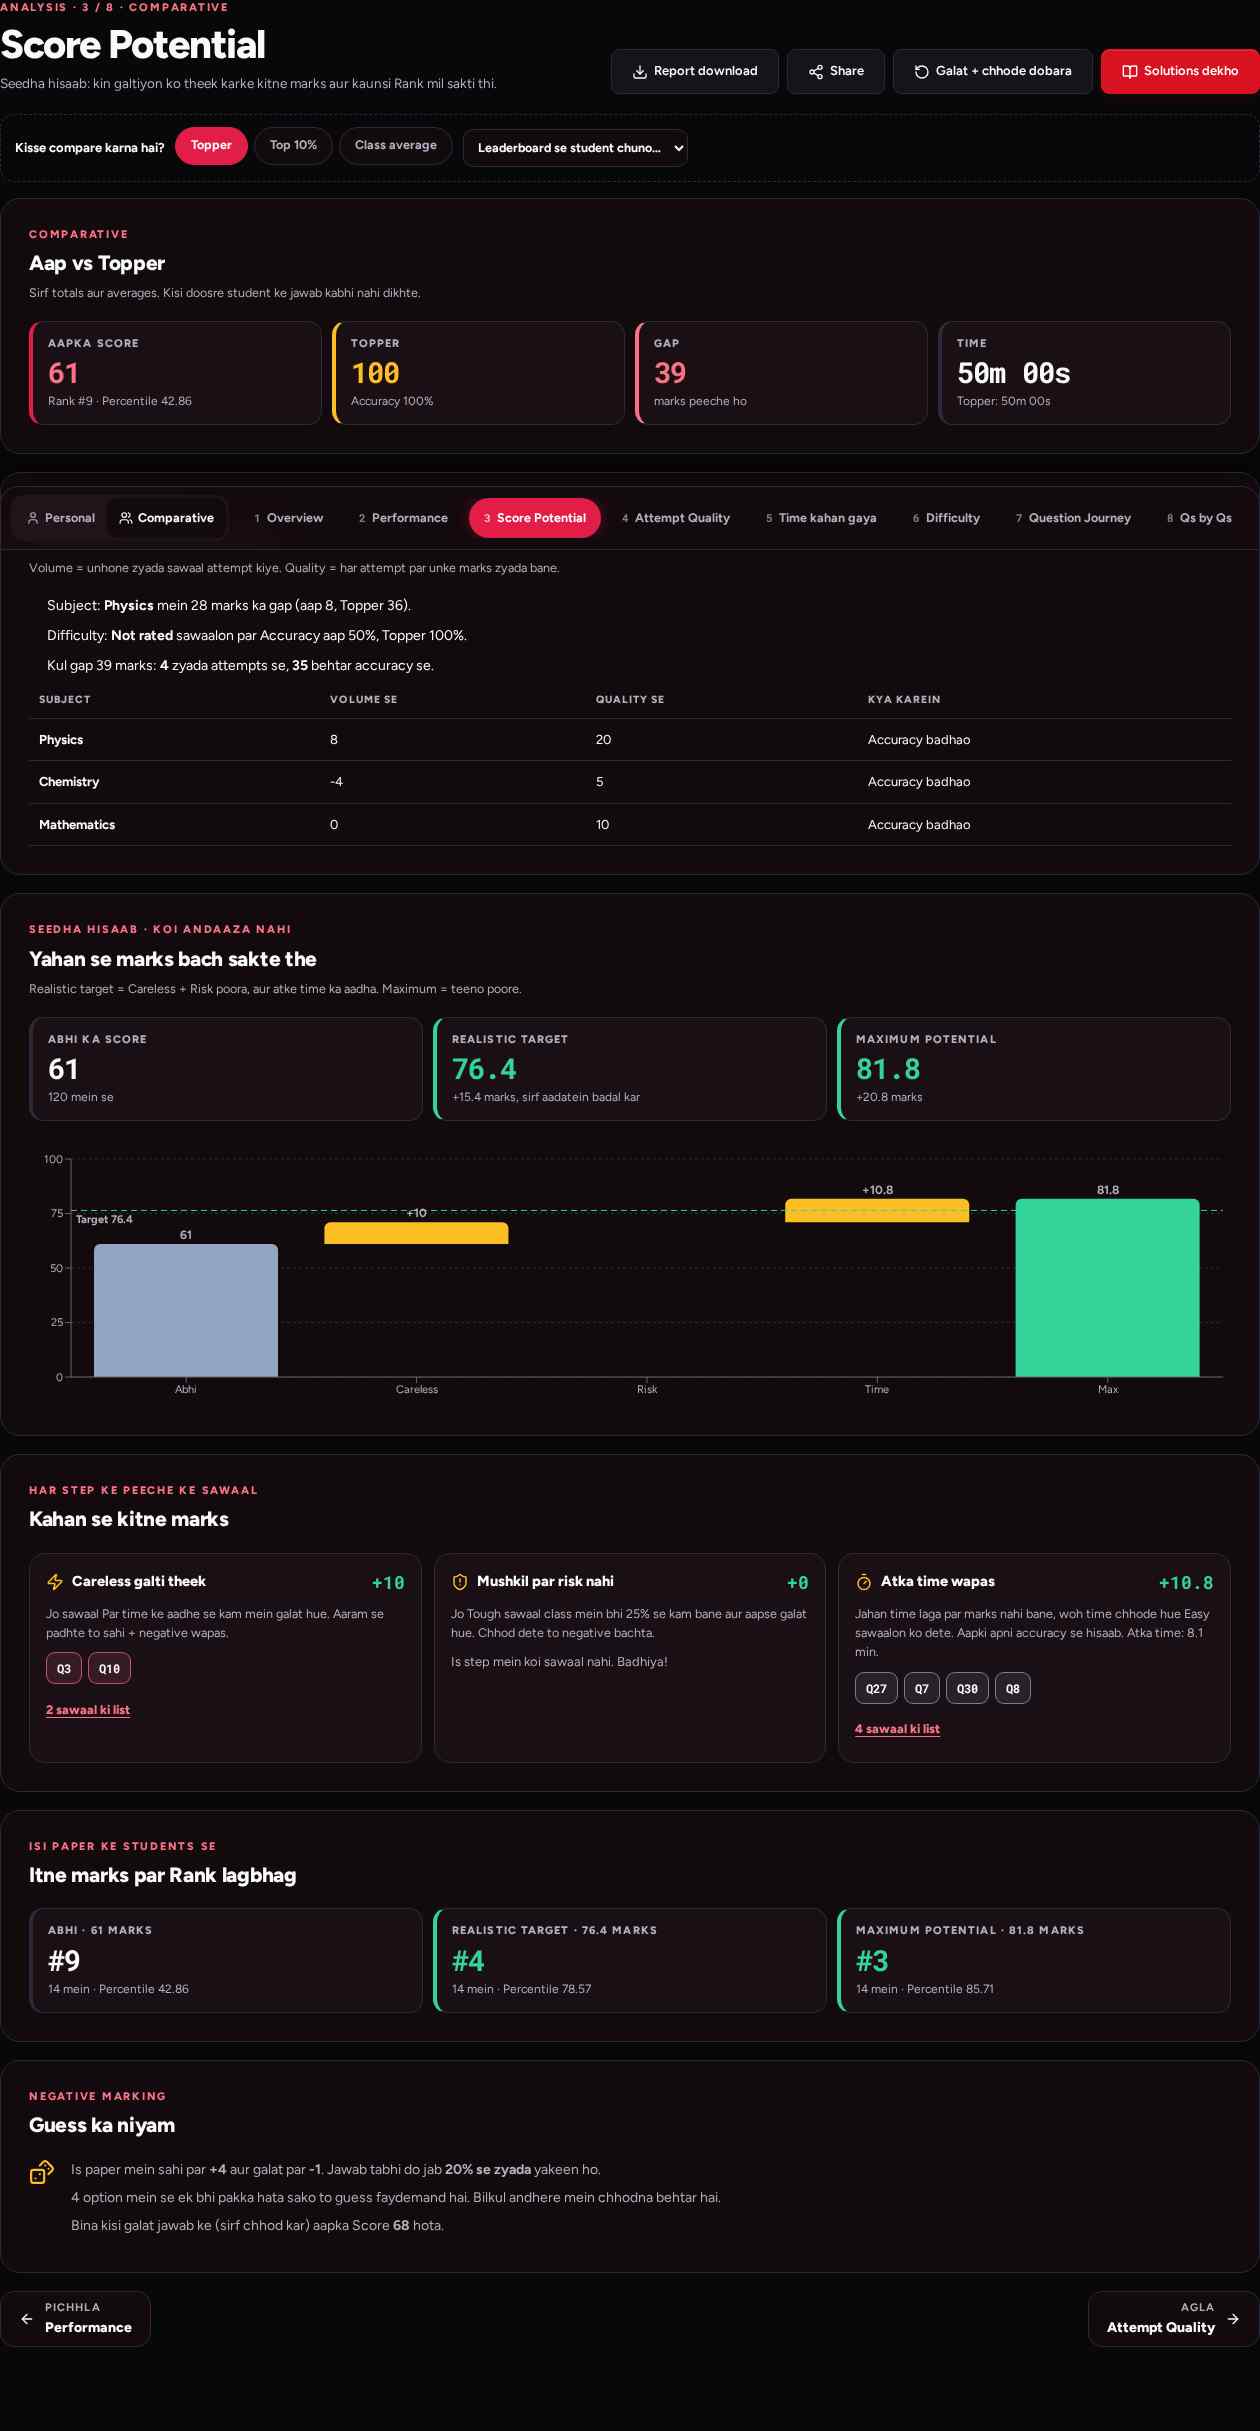 ANALYSIS · 3 / 8 · COMPARATIVE
Score Potential
Seedha hisaab: kin galtiyon ko theek karke kitne marks aur kaunsi Rank mil sakti thi.
Report download
Share
Galat + chhode dobara
Solutions dekho
Kisse compare karna hai?
Topper
Top 10%
Class average
Leaderboard se student chuno...
COMPARATIVE
Aap vs Topper
Sirf totals aur averages. Kisi doosre student ke jawab kabhi nahi dikhte.
AAPKA SCORE
61
Rank #9 · Percentile 42.86
TOPPER
100
Accuracy 100%
GAP
39
marks peeche ho
TIME
50m 00s
Topper: 50m 00s
Personal
Comparative
1 Overview
2 Performance
3 Score Potential
4 Attempt Quality
5 Time kahan gaya
6 Difficulty
7 Question Journey
8 Qs by Qs
Volume = unhone zyada sawaal attempt kiye. Quality = har attempt par unke marks zyada bane.
Subject: Physics mein 28 marks ka gap (aap 8, Topper 36).
Difficulty: Not rated sawaalon par Accuracy aap 50%, Topper 100%.
Kul gap 39 marks: 4 zyada attempts se, 35 behtar accuracy se.
SUBJECT VOLUME SE QUALITY SE KYA KAREIN
Physics 8 20 Accuracy badhao
Chemistry -4 5 Accuracy badhao
Mathematics 0 10 Accuracy badhao
SEEDHA HISAAB · KOI ANDAAZA NAHI
Yahan se marks bach sakte the
Realistic target = Careless + Risk poora, aur atke time ka aadha. Maximum = teeno poore.
ABHI KA SCORE
61
120 mein se
REALISTIC TARGET
76.4
+15.4 marks, sirf aadatein badal kar
MAXIMUM POTENTIAL
81.8
+20.8 marks
100
75
50
25
0
Target 76.4
61
+10
+10.8
81.8
Abhi
Careless
Risk
Time
Max
HAR STEP KE PEECHE KE SAWAAL
Kahan se kitne marks
Careless galti theek +10
Jo sawaal Par time ke aadhe se kam mein galat hue. Aaram se
padhte to sahi + negative wapas.
Q3 Q10
2 sawaal ki list
Mushkil par risk nahi +0
Jo Tough sawaal class mein bhi 25% se kam bane aur aapse galat
hue. Chhod dete to negative bachta.
Is step mein koi sawaal nahi. Badhiya!
Atka time wapas +10.8
Jahan time laga par marks nahi bane, woh time chhode hue Easy
sawaalon ko dete. Aapki apni accuracy se hisaab. Atka time: 8.1
min.
Q27 Q7 Q30 Q8
4 sawaal ki list
ISI PAPER KE STUDENTS SE
Itne marks par Rank lagbhag
ABHI · 61 MARKS
#9
14 mein · Percentile 42.86
REALISTIC TARGET · 76.4 MARKS
#4
14 mein · Percentile 78.57
MAXIMUM POTENTIAL · 81.8 MARKS
#3
14 mein · Percentile 85.71
NEGATIVE MARKING
Guess ka niyam
Is paper mein sahi par +4 aur galat par -1. Jawab tabhi do jab 20% se zyada yakeen ho.
4 option mein se ek bhi pakka hata sako to guess faydemand hai. Bilkul andhere mein chhodna behtar hai.
Bina kisi galat jawab ke (sirf chhod kar) aapka Score 68 hota.
PICHHLA
Performance
AGLA
Attempt Quality